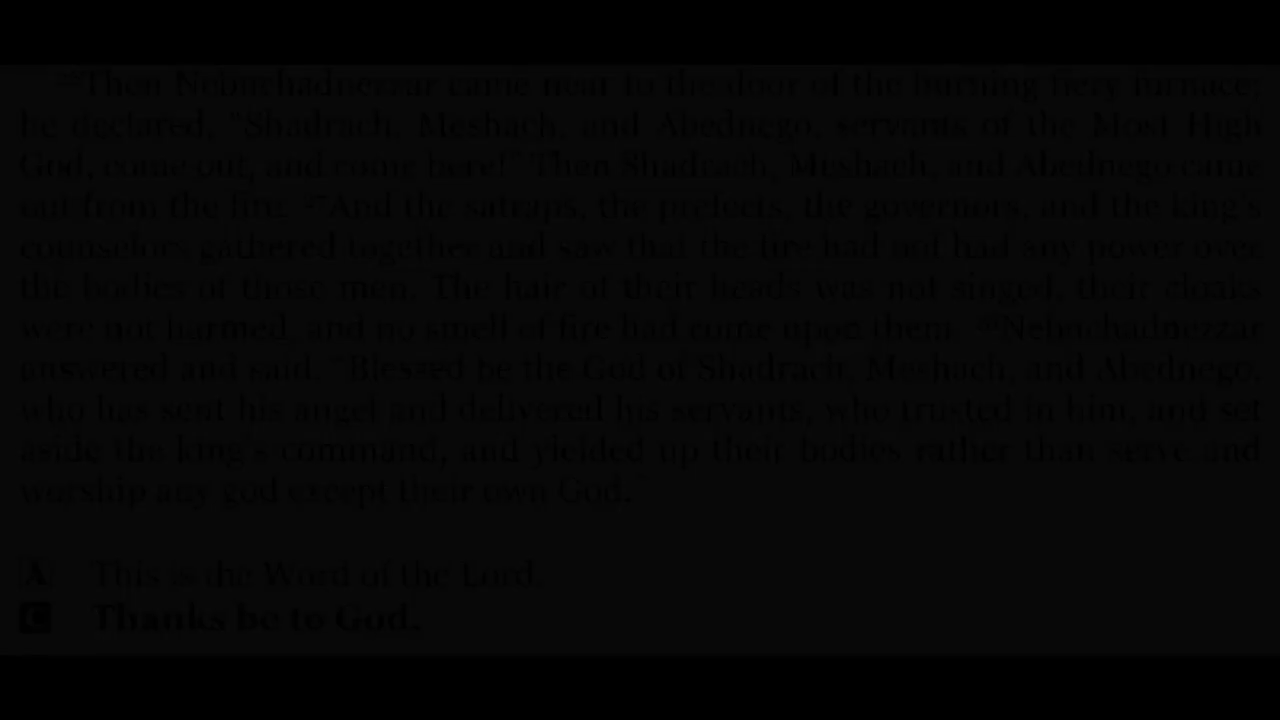 26Then Nebuchadnezzar came near to the door of the burning fiery furnace;
he declared, "Shadrach, Meshach, and Abednego, servants of the Most High
God, come out, and come here!" Then Shadrach, Meshach, and Abednego came
out from the fire. 27And the satraps, the prefects, the governors, and the king's
counselors gathered together and saw that the fire had not had any power over
the bodies of those men. The hair of their heads was not singed, their cloaks
were not harmed, and no smell of fire had come upon them. 28Nebuchadnezzar
answered and said, "Blessed be the God of Shadrach, Meshach, and Abednego,
who has sent his angel and delivered his servants, who trusted in him, and set
aside the king's command, and yielded up their bodies rather than serve and
worship any god except their own God.
A This is the Word of the Lord.
C Thanks be to God.